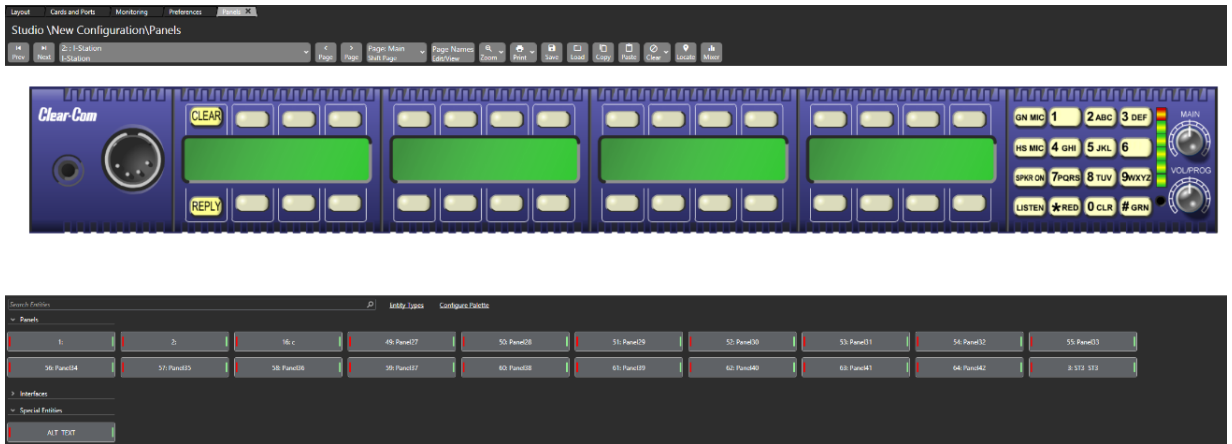 Layout Cards and Ports Monitoring Preferences Panels X
Studio \New Configuration\Panels
Prev Next 2: : I-Station I-Station Page Page Page: Main Shift Page Page Names Edit/View Zoom Print Save Load Copy Paste Clear Locate Mixer
Clear-Com
CLEAR
REPLY
GN MIC 1 2 ABC 3 DEF MAIN
HS MIC 4 GHI 5 JKL 6
SPKR ON 7PQRS 8 TUV 9WXYZ VOL/PROG
LISTEN *RED 0 CLR # GRN
Search Entities Entity Types Configure Palette
Panels
1: 2: 16: c 49: Panel27 50: Panel28 51: Panel29 52: Panel30 53: Panel31 54: Panel32 55: Panel33
56: Panel34 57: Panel35 58: Panel36 59: Panel37 60: Panel38 61: Panel39 62: Panel40 63: Panel41 64: Panel42 3: ST3 ST3
Interfaces
Special Entities
ALT TEXT